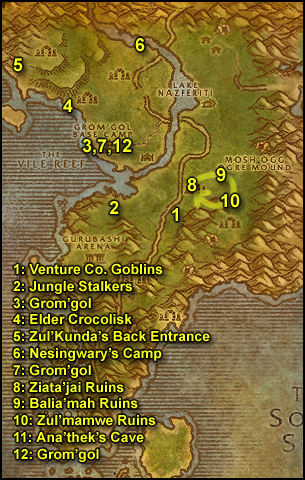 6
5
LAKE
NAZFERITI
4
GROM'GOL
BASE CAMP
3,7,12
THE
VILE REEF
MOSH'OGG
OGRE MOUND
9
8
10
2
1
GURUBASHI
ARENA
1: Venture Co. Goblins
2: Jungle Stalkers
3: Grom'gol
4: Elder Crocolisk
5: Zul'Kunda's Back Entrance
6: Nesingwary's Camp
7: Grom'gol
8: Ziata'jai Ruins
9: Balia'mah Ruins
10: Zul'mamwe Ruins
11: Ana'thek's Cave
12: Grom'gol